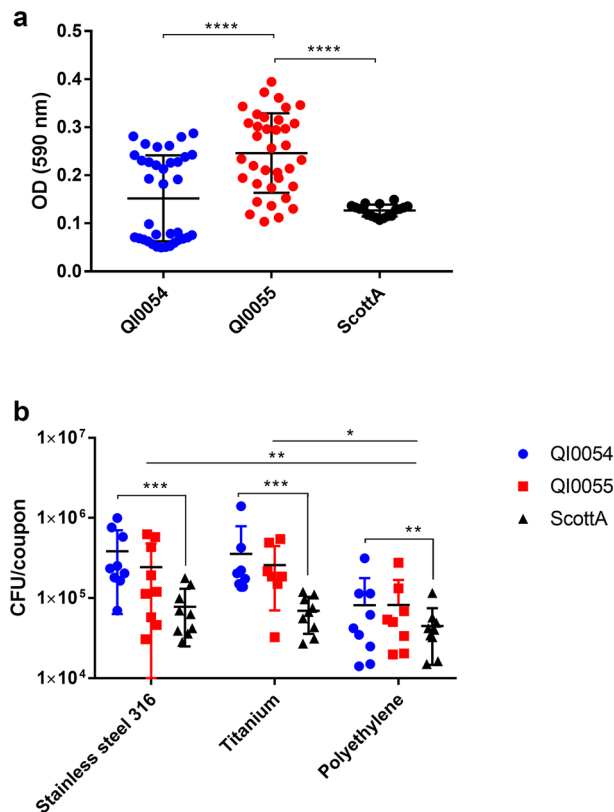 a
****
****
OD (590 nm)
0.5
0.4
0.3
0.2
0.1
0.0
QI0054
QI0055
ScottA
b
CFU/coupon
1×10⁷
1×10⁶
1×10⁵
1×10⁴
*
**
***
***
**
QI0054
QI0055
ScottA
Stainless steel 316
Titanium
Polyethylene